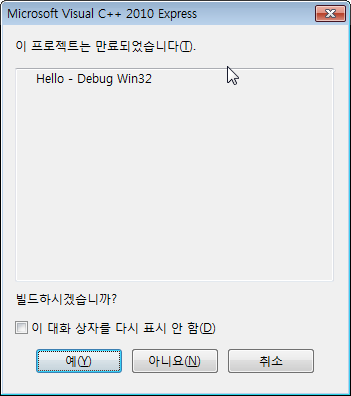 Microsoft Visual C++ 2010 Express
이 프로젝트는 만료되었습니다(T).
Hello - Debug Win32
빌드하시겠습니까?
이 대화 상자를 다시 표시 안 함(D)
예(Y)
아니요(N)
취소